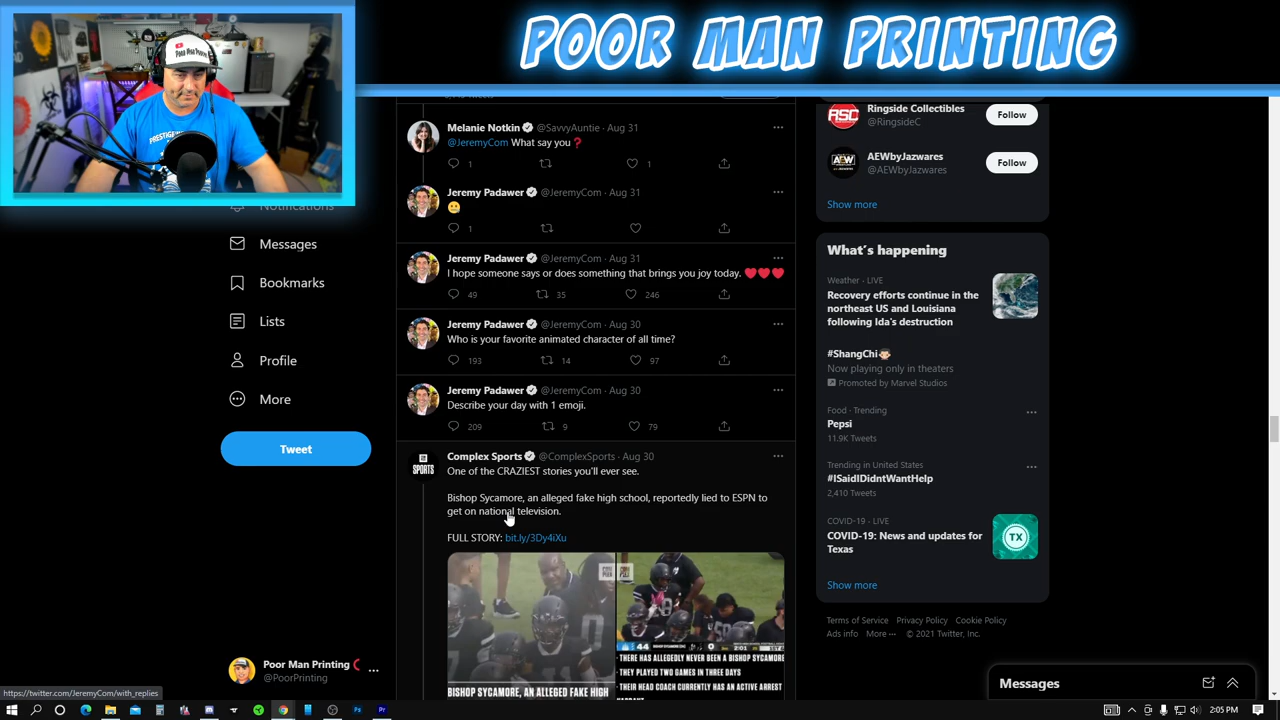 POOR MAN PRINTING
Notifications
Messages
Bookmarks
Lists
Profile
More
Tweet
Poor Man Printing
@PoorPrinting
Melanie Notkin @SavvyAuntie · Aug 31
@JeremyCom What say you❓
1
1
Jeremy Padawer @JeremyCom · Aug 31
1
Jeremy Padawer @JeremyCom · Aug 31
I hope someone says or does something that brings you joy today. ❤️❤️❤️
49 35 246
Jeremy Padawer @JeremyCom · Aug 30
Who is your favorite animated character of all time?
193 14 97
Jeremy Padawer @JeremyCom · Aug 30
Describe your day with 1 emoji.
209 9 79
SPORTS
Complex Sports @ComplexSports · Aug 30
One of the CRAZIEST stories you'll ever see.
Bishop Sycamore, an alleged fake high school, reportedly lied to ESPN to
get on national television.
FULL STORY: bit.ly/3Dy4iXu
44
2:01
BISHOP SYCAMORE, AN ALLEGED FAKE HIGH
· THERE HAS ALLEGEDLY NEVER BEEN A BISHOP SYCAMORE
· THEY PLAYED TWO GAMES IN THREE DAYS
· THEIR HEAD COACH CURRENTLY HAS AN ACTIVE ARREST
RSC
Ringside Collectibles
@RingsideC
Follow
AEW
AEWbyJazwares
@AEWbyJazwares
Follow
Show more
What's happening
Weather · LIVE
Recovery efforts continue in the
northeast US and Louisiana
following Ida's destruction
#ShangChi
Now playing only in theaters
Promoted by Marvel Studios
Food · Trending
Pepsi
11.9K Tweets
Trending in United States
#ISaidIDidntWantHelp
2,410 Tweets
COVID-19 · LIVE
COVID-19: News and updates for
Texas
TX
Show more
Terms of Service Privacy Policy Cookie Policy
Ads info More ··· © 2021 Twitter, Inc.
Messages
https://twitter.com/JeremyCom/with_replies
2:05 PM